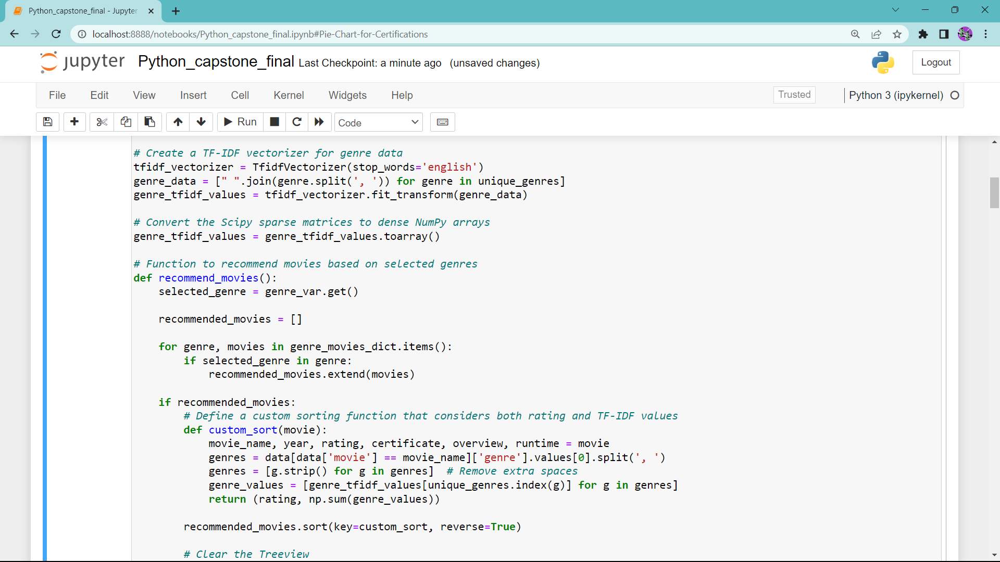 Python_capstone_final - Jupyter
localhost:8888/notebooks/Python_capstone_final.ipynb#Pie-Chart-for-Certifications
jupyter Python_capstone_final Last Checkpoint: a minute ago (unsaved changes)
Logout
File Edit View Insert Cell Kernel Widgets Help
Trusted
Python 3 (ipykernel)
Run
Code
# Create a TF-IDF vectorizer for genre data
tfidf_vectorizer = TfidfVectorizer(stop_words='english')
genre_data = [" ".join(genre.split(', ')) for genre in unique_genres]
genre_tfidf_values = tfidf_vectorizer.fit_transform(genre_data)
# Convert the Scipy sparse matrices to dense NumPy arrays
genre_tfidf_values = genre_tfidf_values.toarray()
# Function to recommend movies based on selected genres
def recommend_movies():
    selected_genre = genre_var.get()
    recommended_movies = []
    for genre, movies in genre_movies_dict.items():
        if selected_genre in genre:
            recommended_movies.extend(movies)
    if recommended_movies:
        # Define a custom sorting function that considers both rating and TF-IDF values
        def custom_sort(movie):
            movie_name, year, rating, certificate, overview, runtime = movie
            genres = data[data['movie'] == movie_name]['genre'].values[0].split(', ')
            genres = [g.strip() for g in genres]  # Remove extra spaces
            genre_values = [genre_tfidf_values[unique_genres.index(g)] for g in genres]
            return (rating, np.sum(genre_values))
        recommended_movies.sort(key=custom_sort, reverse=True)
        # Clear the Treeview